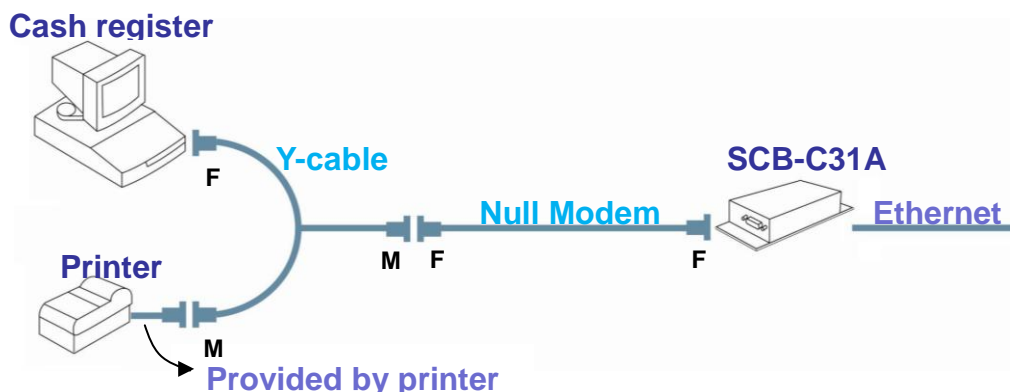 Cash register
F
Y-cable
SCB-C31A
Null Modem
Ethernet
M
F
F
Printer
M
Provided by printer